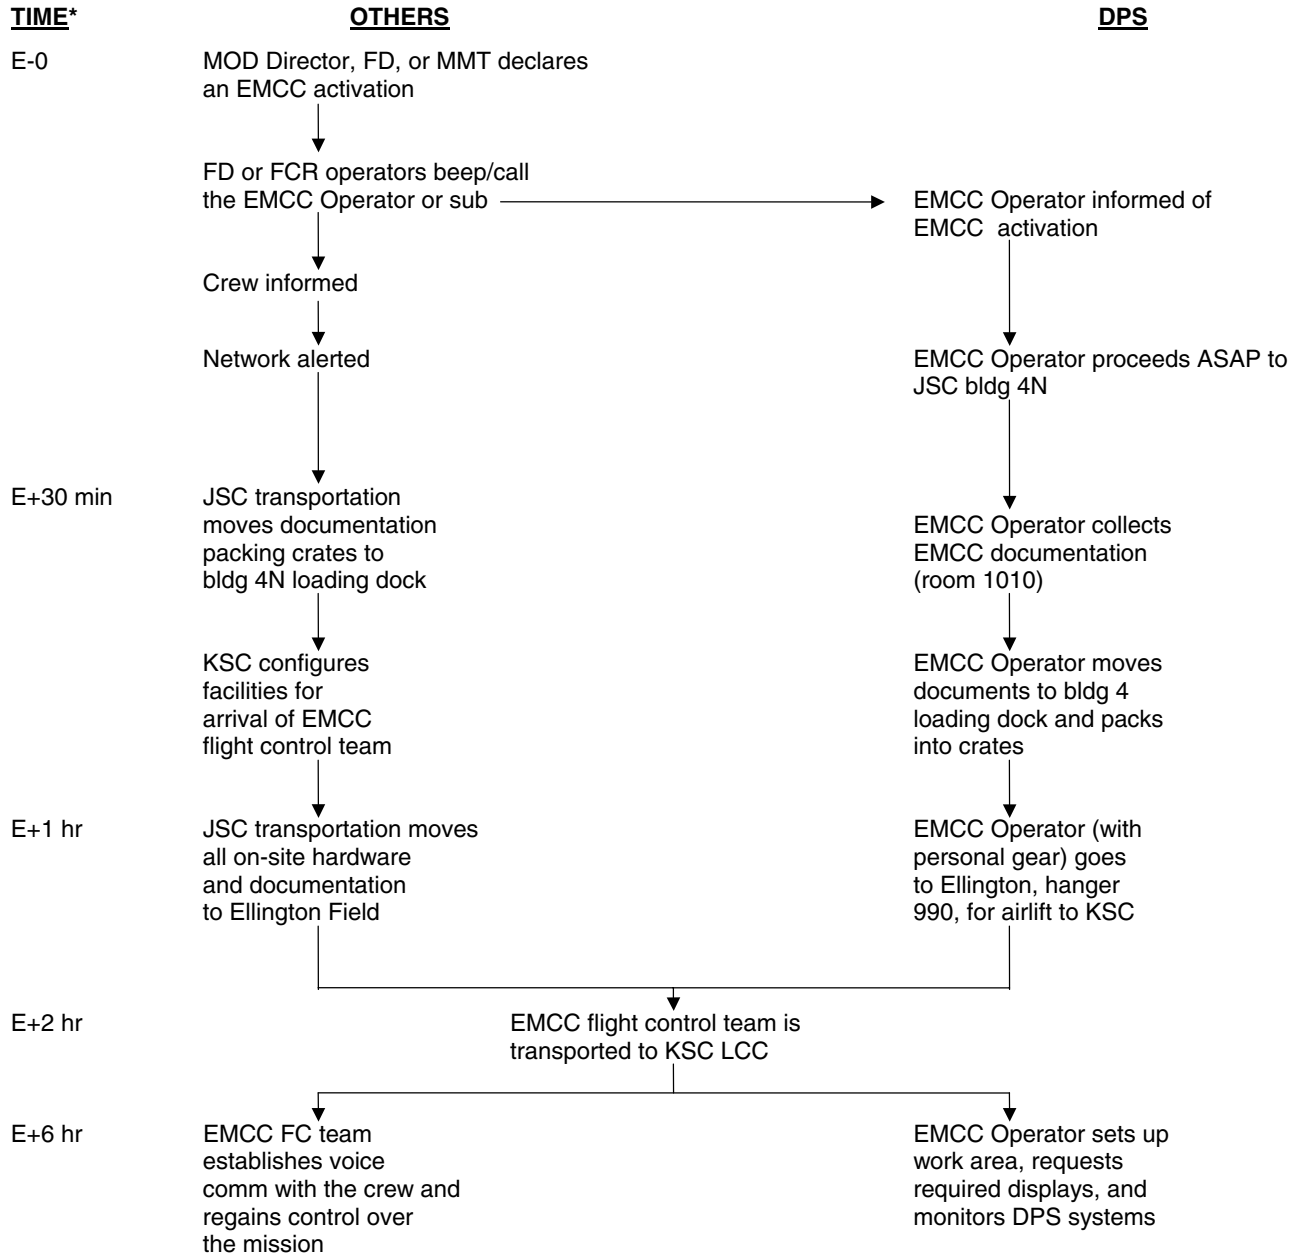 TIME* OTHERS DPS
E-0 MOD Director, FD, or MMT declares
an EMCC activation
FD or FCR operators beep/call
the EMCC Operator or sub
EMCC Operator informed of
EMCC activation
Crew informed
Network alerted
EMCC Operator proceeds ASAP to
JSC bldg 4N
E+30 min
JSC transportation
moves documentation
packing crates to
bldg 4N loading dock
EMCC Operator collects
EMCC documentation
(room 1010)
KSC configures
facilities for
arrival of EMCC
flight control team
EMCC Operator moves
documents to bldg 4
loading dock and packs
into crates
E+1 hr
JSC transportation moves
all on-site hardware
and documentation
to Ellington Field
EMCC Operator (with
personal gear) goes
to Ellington, hanger
990, for airlift to KSC
E+2 hr
EMCC flight control team is
transported to KSC LCC
E+6 hr
EMCC FC team
establishes voice
comm with the crew and
regains control over
the mission
EMCC Operator sets up
work area, requests
required displays, and
monitors DPS systems